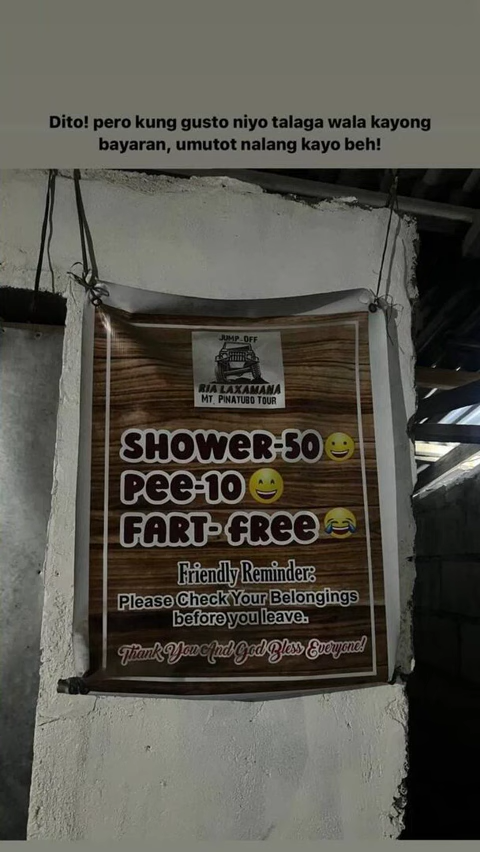 Dito! pero kung gusto niyo talaga wala kayong
bayaran, umutot nalang kayo beh!
JUMP-OFF
RIA LAXAMANA
MT. PINATUBO TOUR
SHOWER-50😀
Pee-10😃
FART- fRee😂
Friendly Reminder:
Please Check Your Belongings
before you leave.
Thank You And God Bless Everyone!